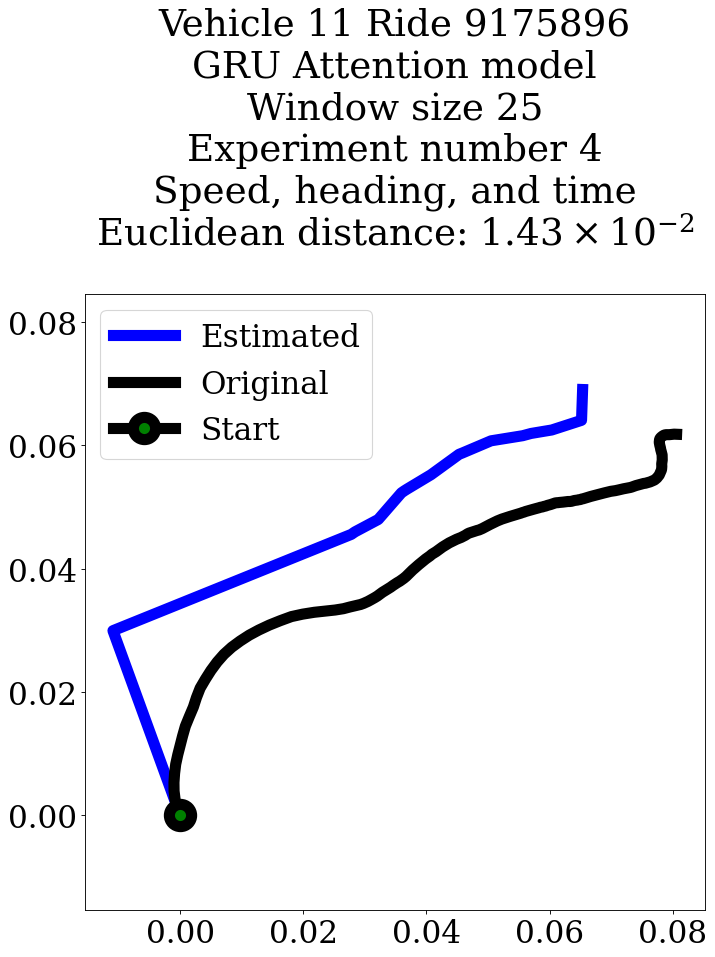 Vehicle 11 Ride 9175896
GRU Attention model
Window size 25
Experiment number 4
Speed, heading, and time
Euclidean distance: 1.43 × 10⁻²
Estimated
Original
Start
0.08
0.06
0.04
0.02
0.00
0.00 0.02 0.04 0.06 0.08